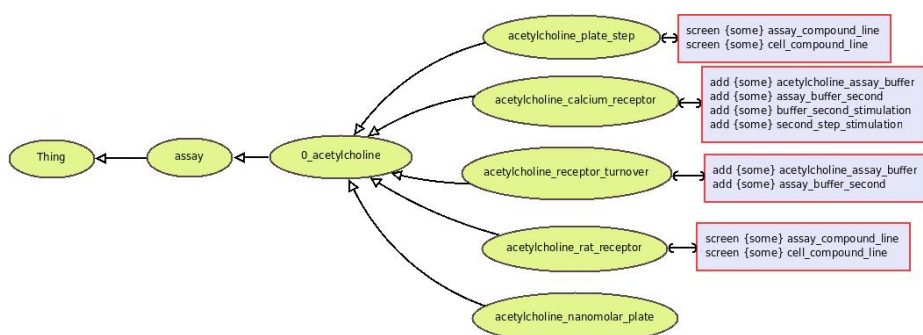 acetylcholine_plate_step
screen {some} assay_compound_line
screen {some} cell_compound_line
acetylcholine_calcium_receptor
add {some} acetylcholine_assay_buffer
add {some} assay_buffer_second
add {some} buffer_second_stimulation
add {some} second_step_stimulation
Thing
assay
0_acetylcholine
acetylcholine_receptor_turnover
add {some} acetylcholine_assay_buffer
add {some} assay_buffer_second
acetylcholine_rat_receptor
screen {some} assay_compound_line
screen {some} cell_compound_line
acetylcholine_nanomolar_plate